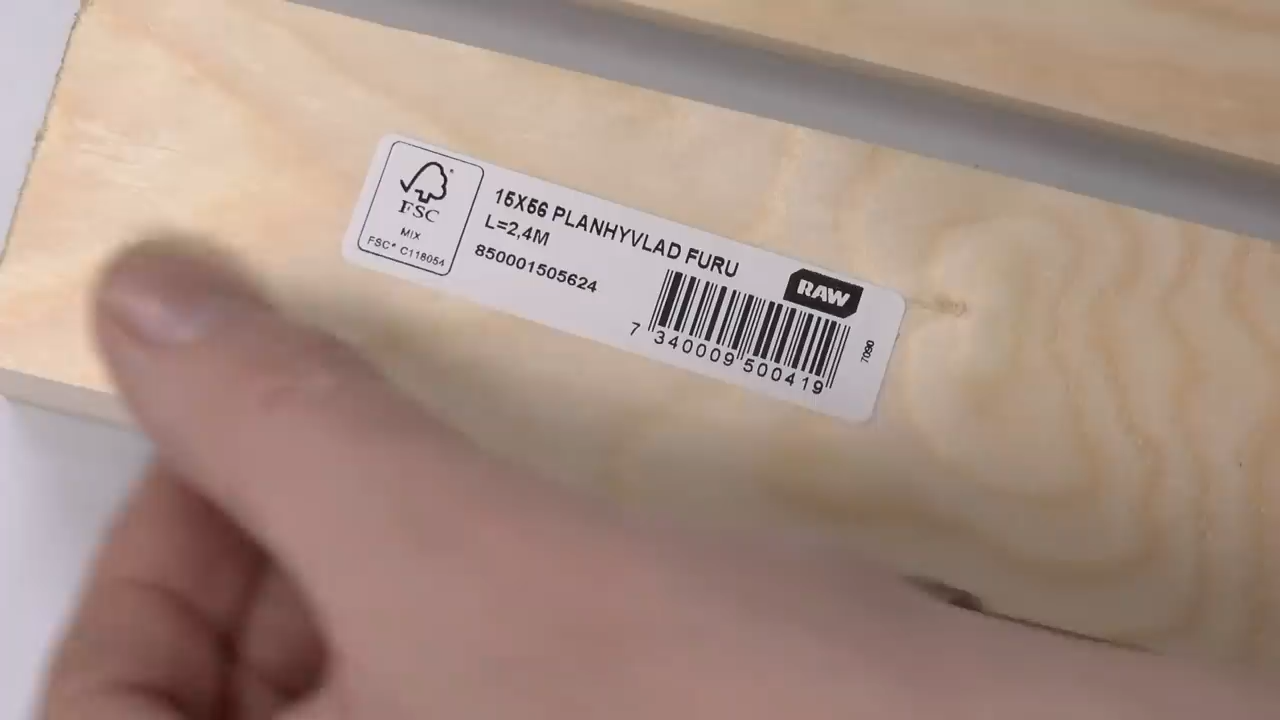 FSC®
MIX
FSC® C118054
15X56 PLANHYVLAD FURU
L=2,4M
850001505624
RAW
7 340009 500419
7090